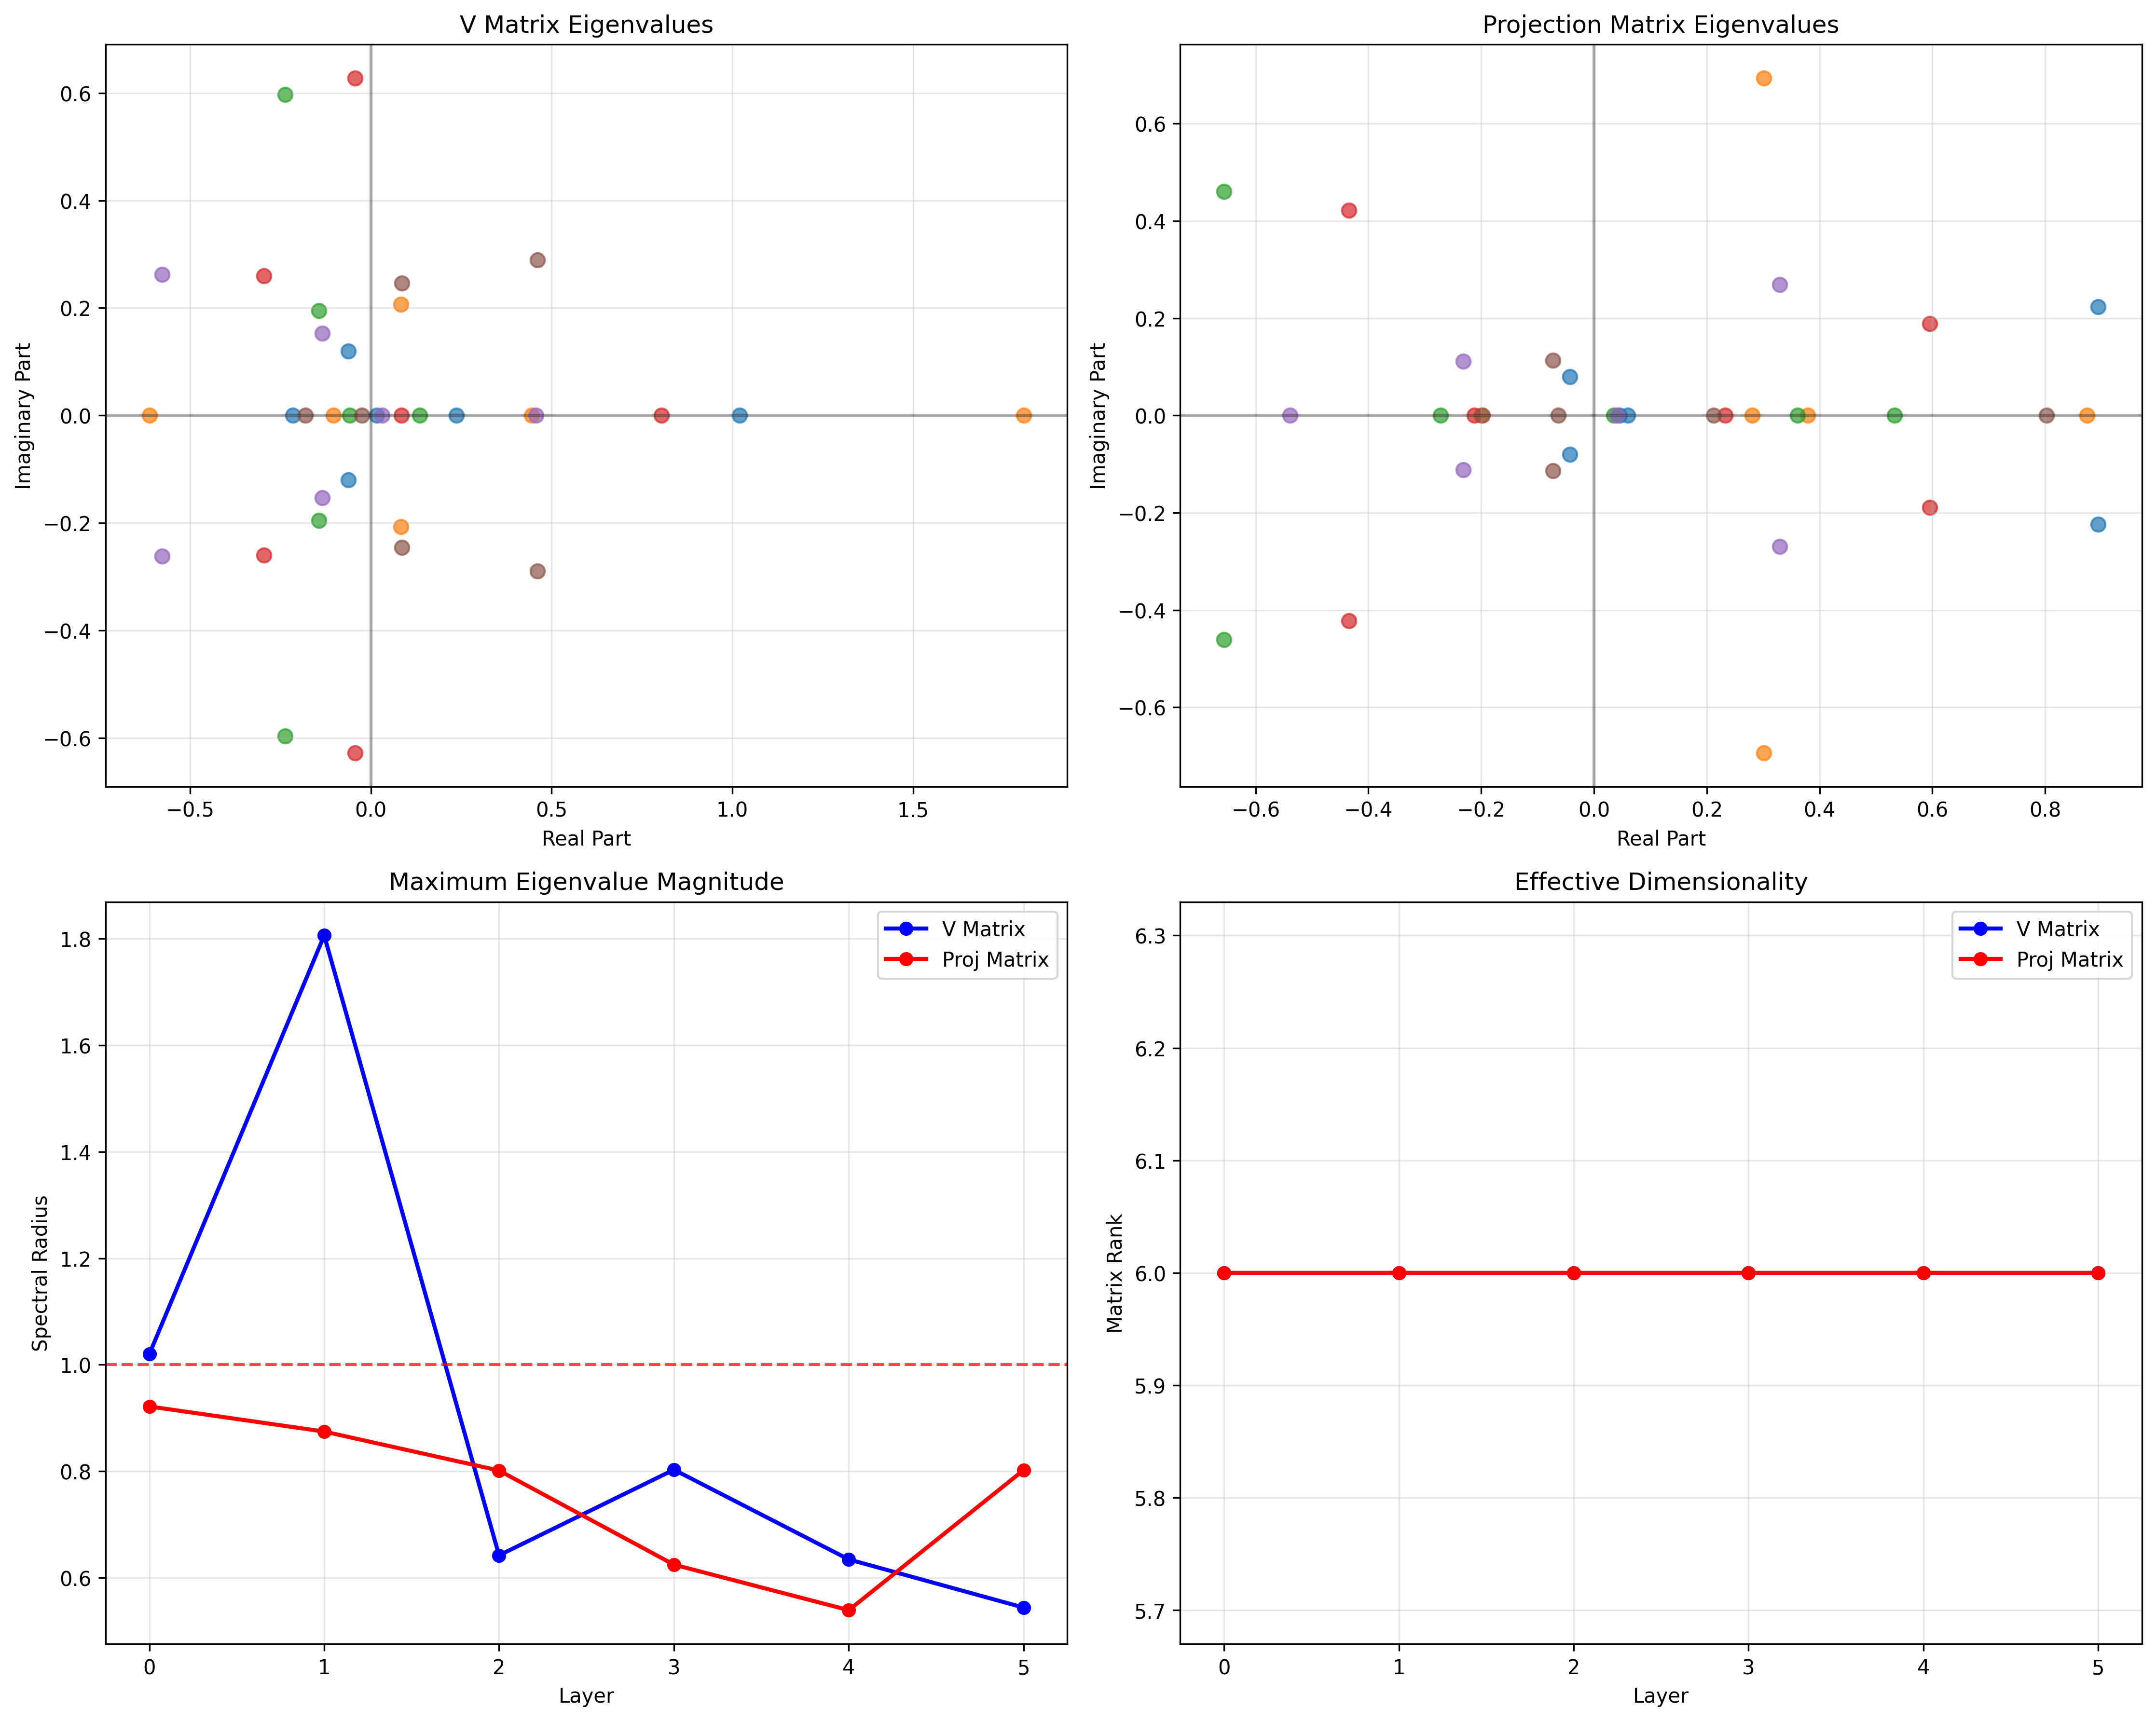 V Matrix Eigenvalues
0.6
0.4
0.2
0.0
−0.2
−0.4
−0.6
Imaginary Part
−0.5 0.0 0.5 1.0 1.5
Real Part
Projection Matrix Eigenvalues
0.6
0.4
0.2
0.0
−0.2
−0.4
−0.6
Imaginary Part
−0.6 −0.4 −0.2 0.0 0.2 0.4 0.6 0.8
Real Part
Maximum Eigenvalue Magnitude
V Matrix
Proj Matrix
1.8
1.6
1.4
1.2
1.0
0.8
0.6
Spectral Radius
0 1 2 3 4 5
Layer
Effective Dimensionality
V Matrix
Proj Matrix
6.3
6.2
6.1
6.0
5.9
5.8
5.7
Matrix Rank
0 1 2 3 4 5
Layer